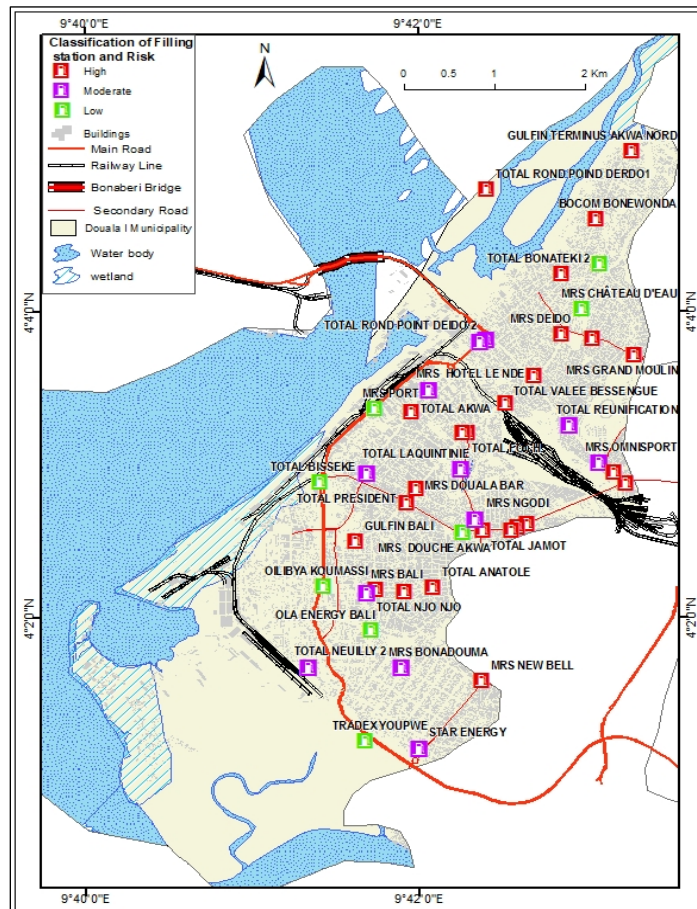 9°40'0"E
9°42'0"E
Classification of Filling
station and Risk
High
Moderate
Low
Buildings
Main Road
Railway Line
Bonaberi Bridge
Secondary Road
Douala I Municipality
Water body
wetland
N
0 0.5 1 2 Km
GULFIN TERMINUS AKWA NORD
TOTAL ROND POIND DERDO1
BOCOM BONEWONDA
TOTAL BONATEKI 2
MRS CHÂTEAU D'EAU
4°4'0"N
4°4'0"N
TOTAL ROND POINT DEIDO 2
MRS DEIDO
MRS HOTEL LE NDE
MRS GRAND MOULIN
MRS PORT
TOTAL VALEE BESSENGUE
TOTAL AKWA
TOTAL REUNIFICATION
TOTAL LAQUINTINIE
MRS OMNISPORT
TOTAL BISSEKE
MRS DOUALA BAR
TOTAL PRESIDENT
MRS NGODI
GULFIN BALI
MRS DOUCHE AKWA
TOTAL JAMOT
OILIBYA KOUMASSI
MRS BALI
TOTAL ANATOLE
TOTAL NJO NJO
OLA ENERGY BALI
4°2'0"N
4°2'0"N
TOTAL NEUILLY 2
MRS BONADOUMA
MRS NEW BELL
TRADEX YOUPWE
STAR ENERGY
9°40'0"E
9°42'0"E